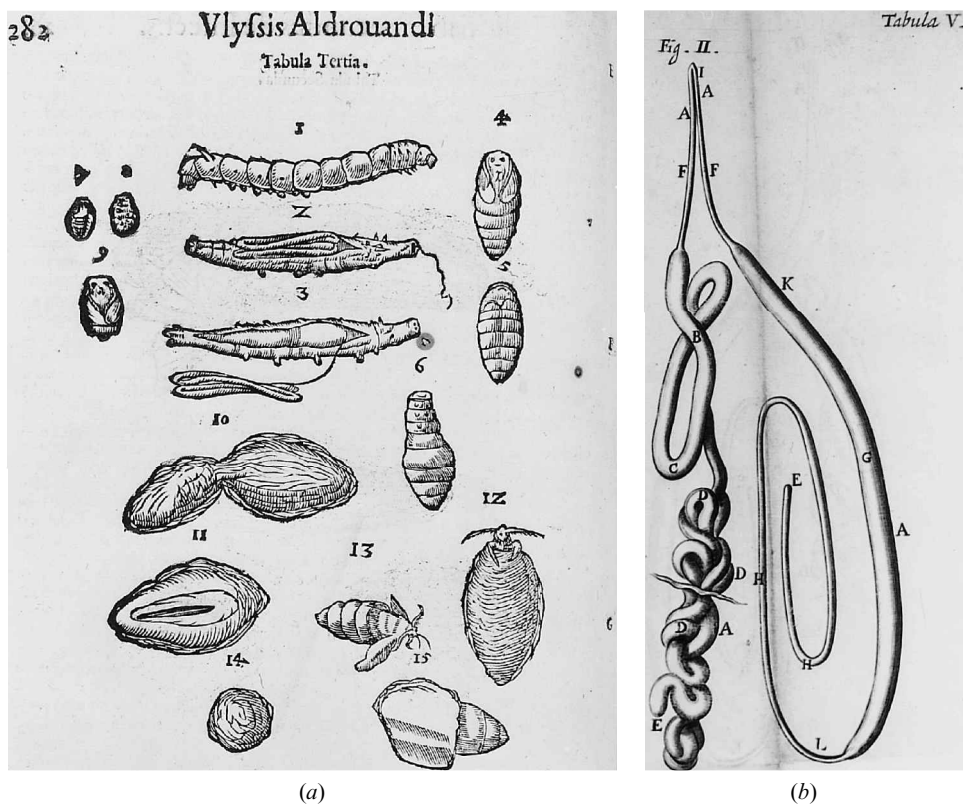 282
Vlyſsis Aldrouandi
Tabula Tertia.
1
4
2
9
5
3
6
10
12
11
13
14
15
(a)
Tabula V.
Fig. II.
I
A
A
F
F
K
B
G
C
E
D
A
D
H
D
A
H
E
L
(b)